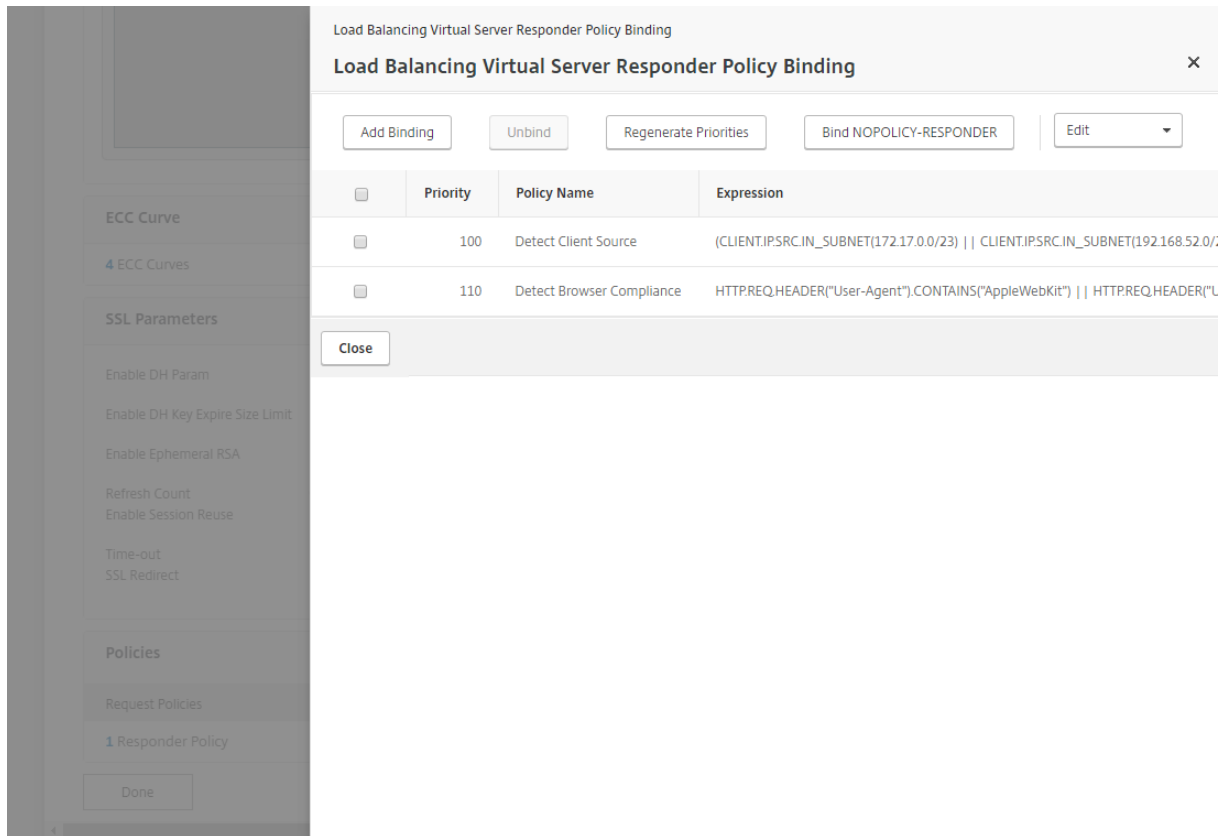 Load Balancing Virtual Server Responder Policy Binding
Load Balancing Virtual Server Responder Policy Binding
Add Binding Unbind Regenerate Priorities Bind NOPOLICY-RESPONDER Edit
Priority Policy Name Expression
100 Detect Client Source (CLIENT.IP.SRC.IN_SUBNET(172.17.0.0/23) || CLIENT.IP.SRC.IN_SUBNET(192.168.52.0/2
110 Detect Browser Compliance HTTP.REQ.HEADER("User-Agent").CONTAINS("AppleWebKit") || HTTP.REQ.HEADER("U
Close
ECC Curve
4 ECC Curves
SSL Parameters
Enable DH Param
Enable DH Key Expire Size Limit
Enable Ephemeral RSA
Refresh Count
Enable Session Reuse
Time-out
SSL Redirect
Policies
Request Policies
1 Responder Policy
Done